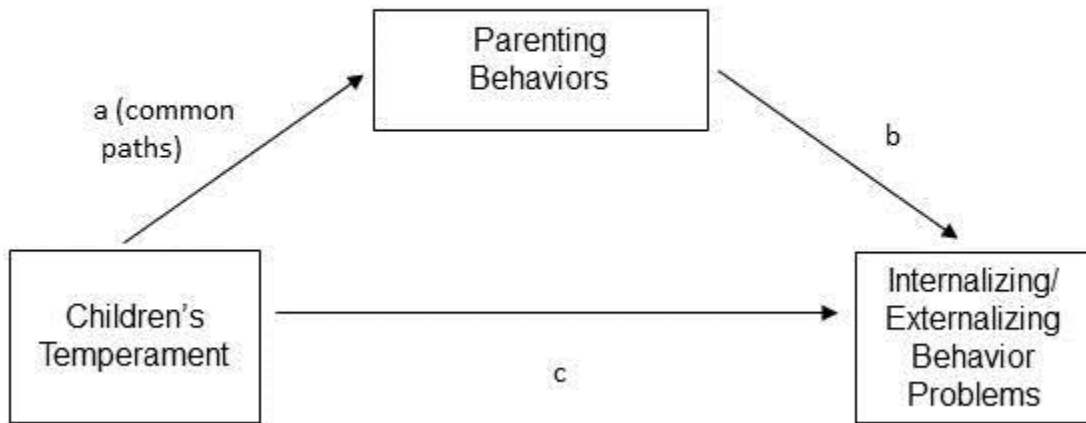 Parenting
Behaviors
a (common
paths)
b
Children's
Temperament
Internalizing/
Externalizing
Behavior
Problems
c